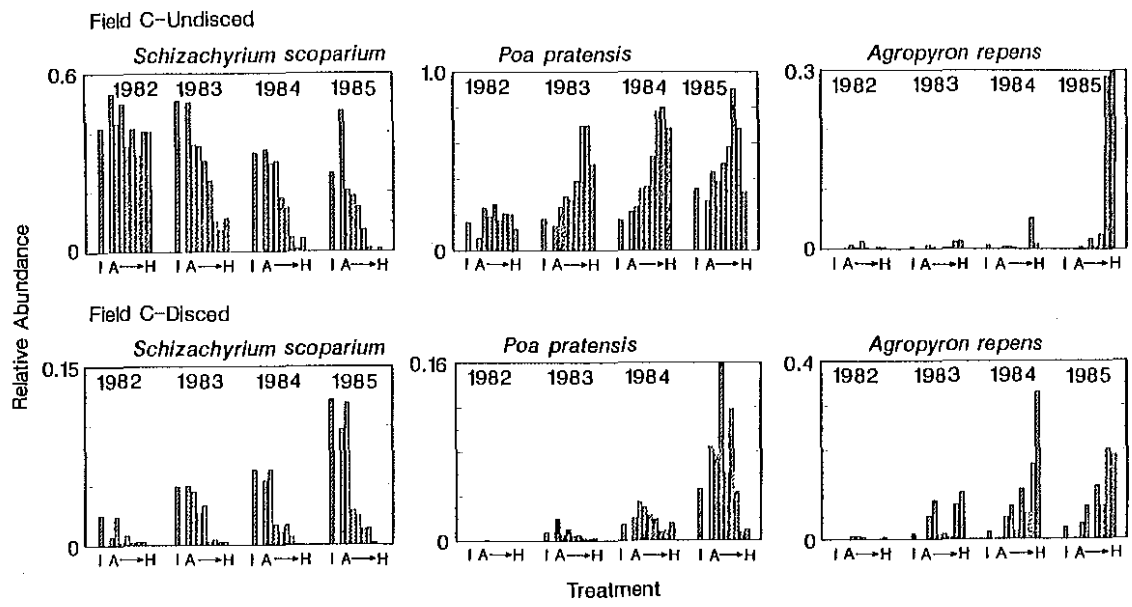 Field C-Undisced
Schizachyrium scoparium
Poa pratensis
Agropyron repens
0.6
1982 1983 1984 1985
0
I A→H I A→H I A→H I A→H
1.0
1982 1983 1984 1985
0
I A→H I A→H I A→H I A→H
0.3
1982 1983 1984 1985
0
I A→H I A→H I A→H I A→H
Relative Abundance
Field C-Disced
Schizachyrium scoparium
Poa pratensis
Agropyron repens
0.15
1982 1983 1984 1985
0
I A→H I A→H I A→H I A→H
0.16
1982 1983 1984
0
I A→H I A→H I A→H I A→H
0.4
1982 1983 1984 1985
0
I A→H I A→H I A→H I A→H
Treatment